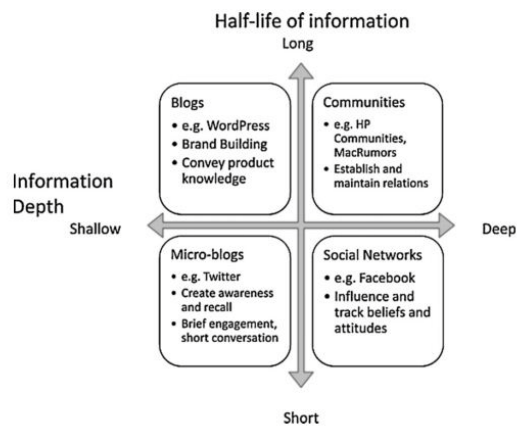 Half-life of information
Long
Blogs
• e.g. WordPress
• Brand Building
• Convey product
knowledge
Communities
• e.g. HP
Communities,
MacRumors
• Establish and
maintain relations
Information
Depth
Shallow
Deep
Micro-blogs
• e.g. Twitter
• Create awareness
and recall
• Brief engagement,
short conversation
Social Networks
• e.g. Facebook
• Influence and
track beliefs and
attitudes
Short